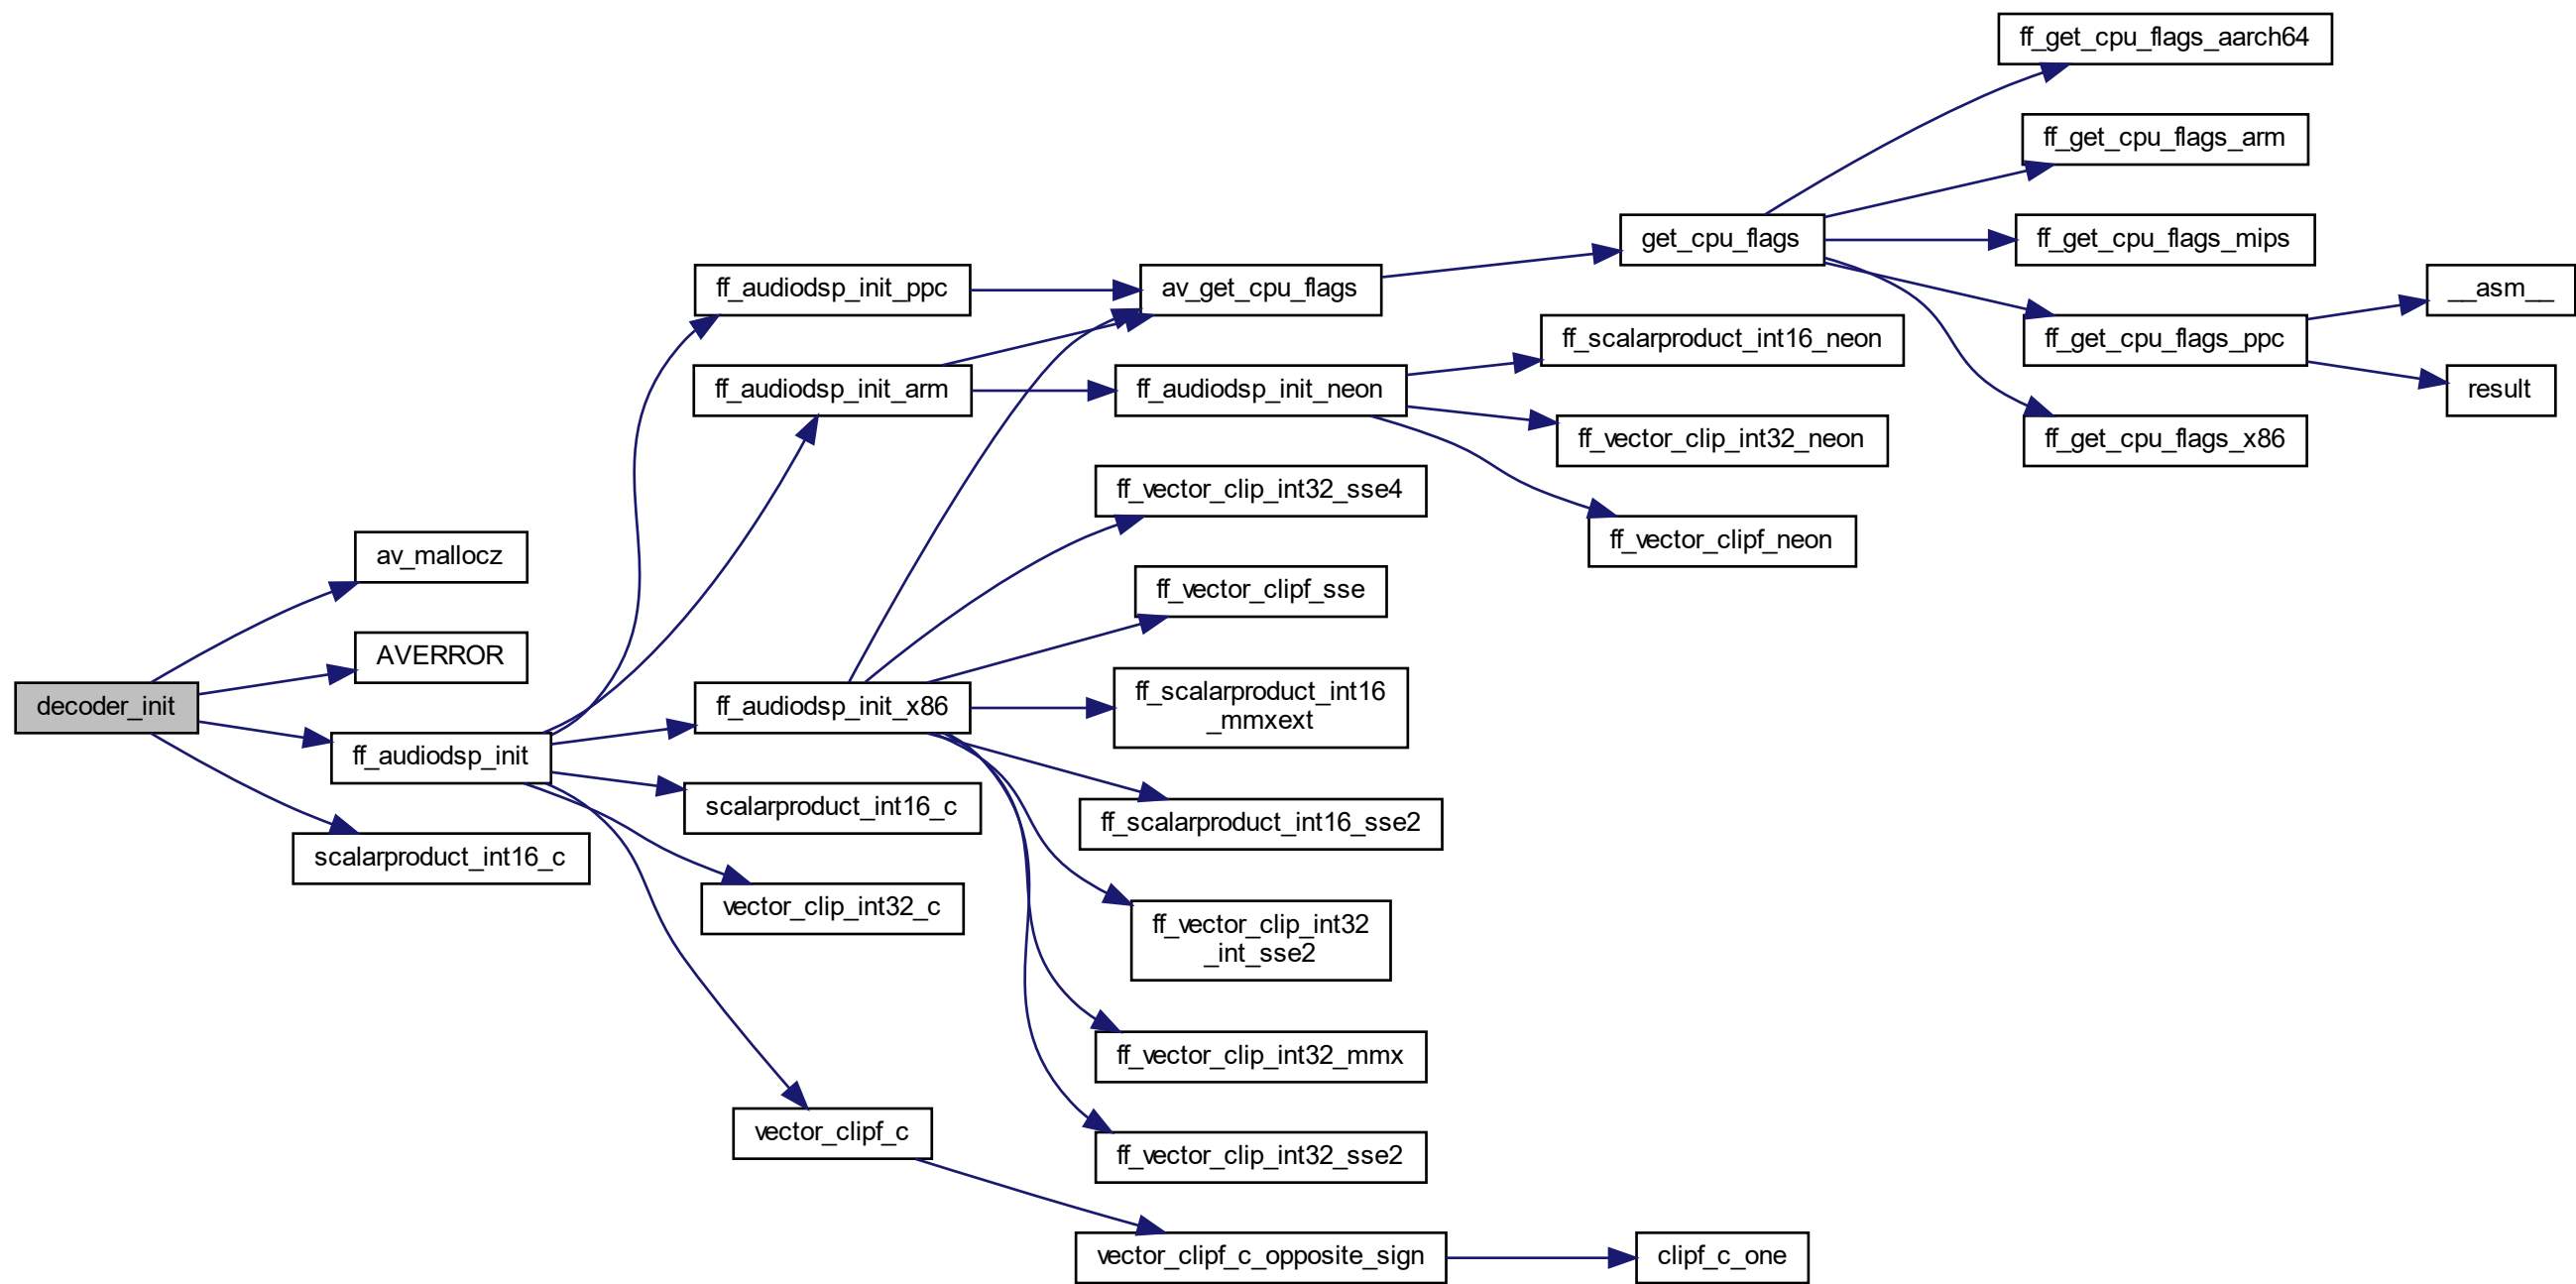 ff_get_cpu_flags_aarch64
ff_get_cpu_flags_arm
get_cpu_flags
ff_get_cpu_flags_mips
ff_audiodsp_init_ppc
av_get_cpu_flags
__asm__
ff_scalarproduct_int16_neon
ff_get_cpu_flags_ppc
ff_audiodsp_init_arm
ff_audiodsp_init_neon
result
ff_vector_clip_int32_neon
ff_get_cpu_flags_x86
ff_vector_clip_int32_sse4
ff_vector_clipf_neon
av_mallocz
ff_vector_clipf_sse
AVERROR
decoder_init
ff_audiodsp_init_x86
ff_scalarproduct_int16
_mmxext
ff_audiodsp_init
scalarproduct_int16_c
ff_scalarproduct_int16_sse2
scalarproduct_int16_c
vector_clip_int32_c
ff_vector_clip_int32
_int_sse2
ff_vector_clip_int32_mmx
vector_clipf_c
ff_vector_clip_int32_sse2
vector_clipf_c_opposite_sign
clipf_c_one